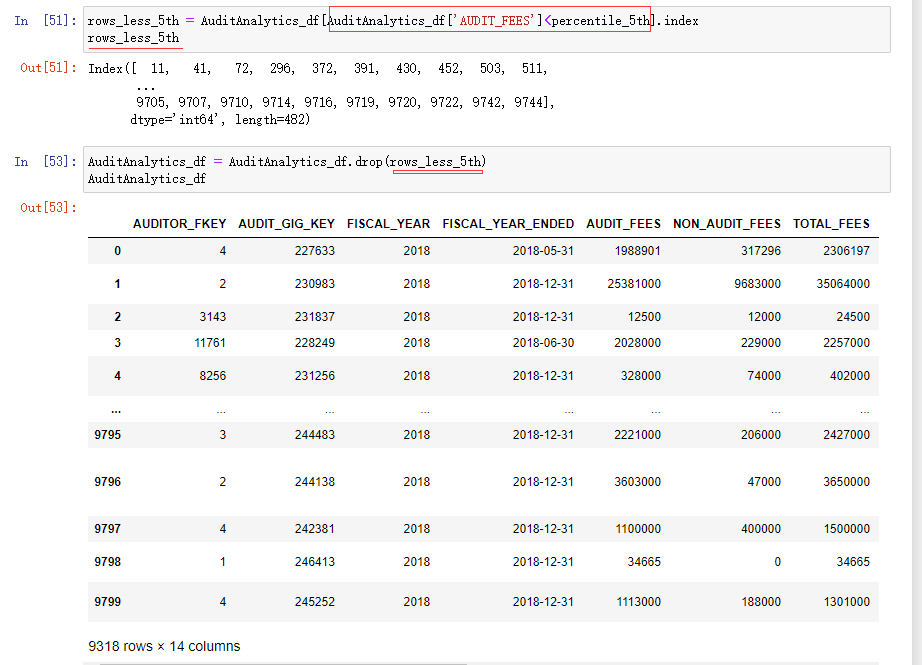 In [51]: rows_less_5th = AuditAnalytics_df[AuditAnalytics_df['AUDIT_FEES']<percentile_5th].index
rows_less_5th
Out[51]: Index([ 11, 41, 72, 296, 372, 391, 430, 452, 503, 511,
...
9705, 9707, 9710, 9714, 9716, 9719, 9720, 9722, 9742, 9744],
dtype='int64', length=482)
In [53]: AuditAnalytics_df = AuditAnalytics_df.drop(rows_less_5th)
AuditAnalytics_df
Out[53]:
AUDITOR_FKEY AUDIT_GIG_KEY FISCAL_YEAR FISCAL_YEAR_ENDED AUDIT_FEES NON_AUDIT_FEES TOTAL_FEES
0 4 227633 2018 2018-05-31 1988901 317296 2306197
1 2 230983 2018 2018-12-31 25381000 9683000 35064000
2 3143 231837 2018 2018-12-31 12500 12000 24500
3 11761 228249 2018 2018-06-30 2028000 229000 2257000
4 8256 231256 2018 2018-12-31 328000 74000 402000
... ... ... ... ... ... ... ...
9795 3 244483 2018 2018-12-31 2221000 206000 2427000
9796 2 244138 2018 2018-12-31 3603000 47000 3650000
9797 4 242381 2018 2018-12-31 1100000 400000 1500000
9798 1 246413 2018 2018-12-31 34665 0 34665
9799 4 245252 2018 2018-12-31 1113000 188000 1301000
9318 rows × 14 columns